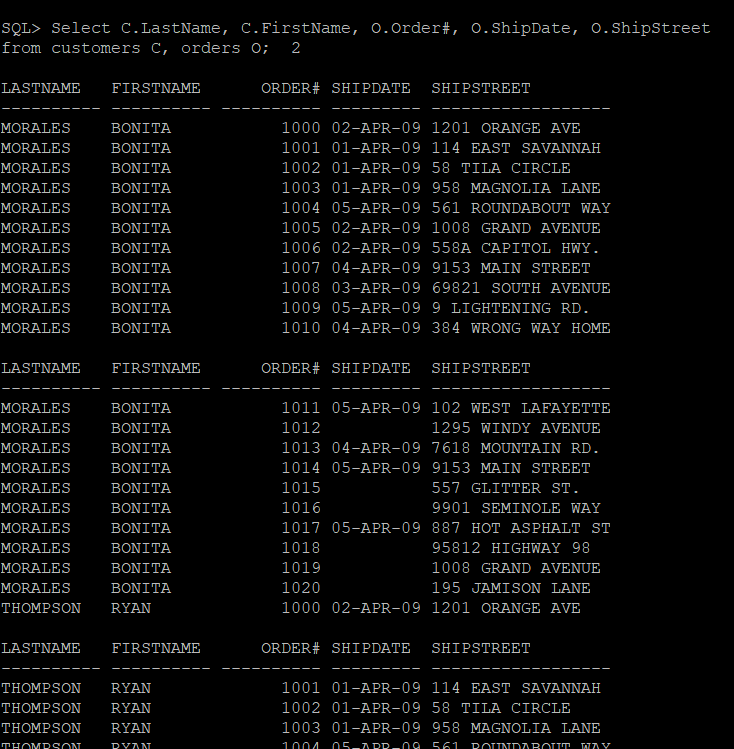 SQL> Select C.LastName, C.FirstName, O.Order#, O.ShipDate, O.ShipStreet
from customers C, orders O;  2
LASTNAME   FIRSTNAME      ORDER# SHIPDATE  SHIPSTREET
---------- ---------- ---------- --------- ------------------
MORALES    BONITA           1000 02-APR-09 1201 ORANGE AVE
MORALES    BONITA           1001 01-APR-09 114 EAST SAVANNAH
MORALES    BONITA           1002 01-APR-09 58 TILA CIRCLE
MORALES    BONITA           1003 01-APR-09 958 MAGNOLIA LANE
MORALES    BONITA           1004 05-APR-09 561 ROUNDABOUT WAY
MORALES    BONITA           1005 02-APR-09 1008 GRAND AVENUE
MORALES    BONITA           1006 02-APR-09 558A CAPITOL HWY.
MORALES    BONITA           1007 04-APR-09 9153 MAIN STREET
MORALES    BONITA           1008 03-APR-09 69821 SOUTH AVENUE
MORALES    BONITA           1009 05-APR-09 9 LIGHTENING RD.
MORALES    BONITA           1010 04-APR-09 384 WRONG WAY HOME
LASTNAME   FIRSTNAME      ORDER# SHIPDATE  SHIPSTREET
---------- ---------- ---------- --------- ------------------
MORALES    BONITA           1011 05-APR-09 102 WEST LAFAYETTE
MORALES    BONITA           1012           1295 WINDY AVENUE
MORALES    BONITA           1013 04-APR-09 7618 MOUNTAIN RD.
MORALES    BONITA           1014 05-APR-09 9153 MAIN STREET
MORALES    BONITA           1015           557 GLITTER ST.
MORALES    BONITA           1016           9901 SEMINOLE WAY
MORALES    BONITA           1017 05-APR-09 887 HOT ASPHALT ST
MORALES    BONITA           1018           95812 HIGHWAY 98
MORALES    BONITA           1019           1008 GRAND AVENUE
MORALES    BONITA           1020           195 JAMISON LANE
THOMPSON   RYAN             1000 02-APR-09 1201 ORANGE AVE
LASTNAME   FIRSTNAME      ORDER# SHIPDATE  SHIPSTREET
---------- ---------- ---------- --------- ------------------
THOMPSON   RYAN             1001 01-APR-09 114 EAST SAVANNAH
THOMPSON   RYAN             1002 01-APR-09 58 TILA CIRCLE
THOMPSON   RYAN             1003 01-APR-09 958 MAGNOLIA LANE
THOMPSON   RYAN             1004 05-APR-09 561 ROUNDABOUT WAY